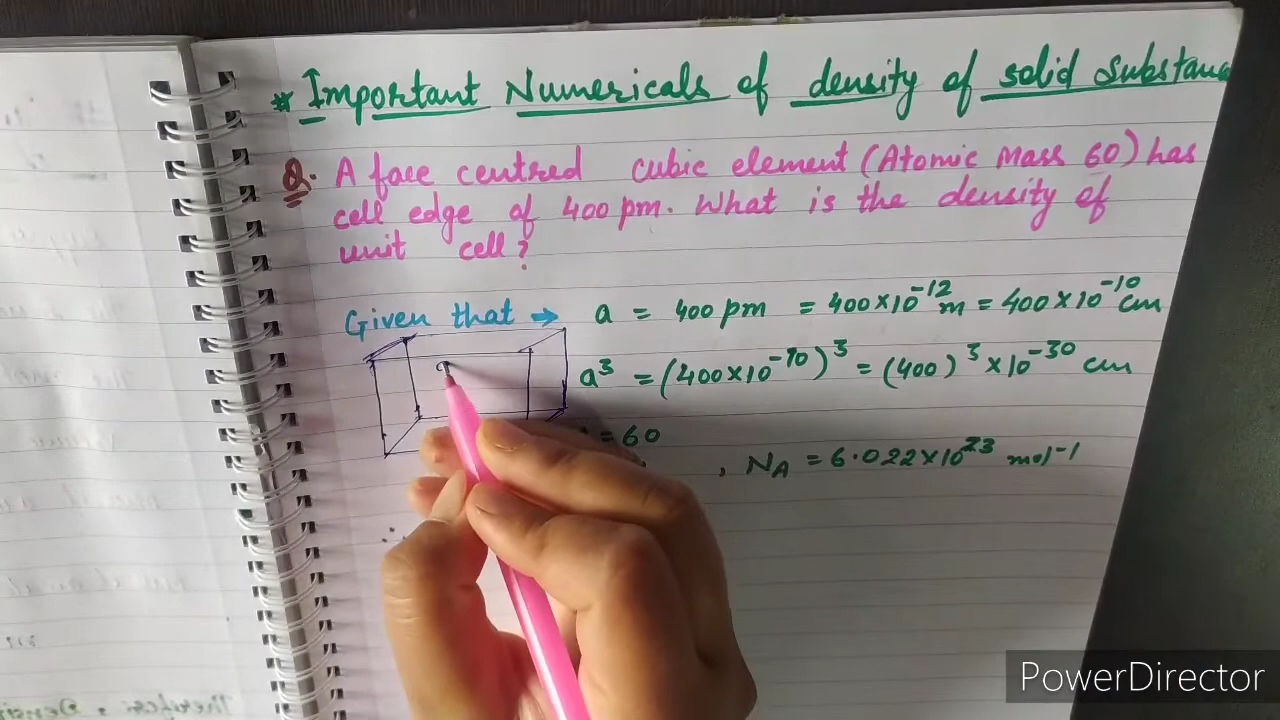 * Important Numericals of density of solid substance
Q. A face centred cubic element (Atomic Mass 60) has
cell edge of 400 pm. What is the density of
unit cell?
Given that → a = 400 pm = 400×10⁻¹² m = 400×10⁻¹⁰ cm
a³ = (400×10⁻¹⁰)³ = (400)³ ×10⁻³⁰ cm
= 60
, N_A = 6.022×10²³ mol⁻¹
∴
PowerDirector